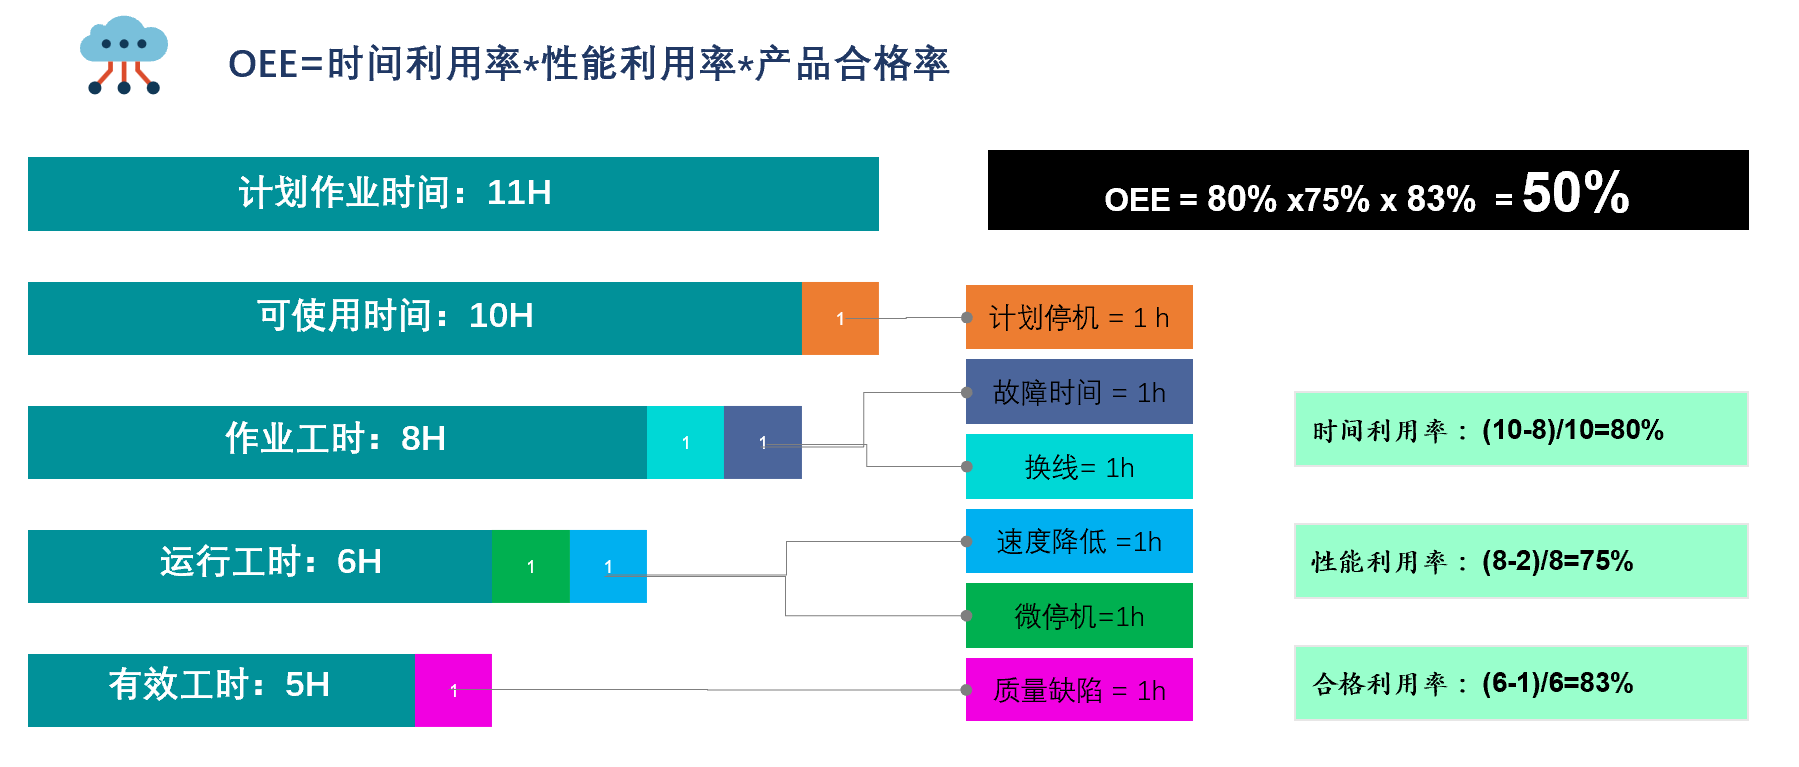 OEE=时间利用率*性能利用率*产品合格率
计划作业时间：11H
OEE = 80% x75% x 83% = 50%
可使用时间：10H
1
计划停机 = 1 h
作业工时：8H
1
1
故障时间 = 1h
换线= 1h
时间利用率：(10-8)/10=80%
运行工时：6H
1
1
速度降低 =1h
微停机=1h
性能利用率：(8-2)/8=75%
有效工时：5H
1
质量缺陷 = 1h
合格利用率：(6-1)/6=83%